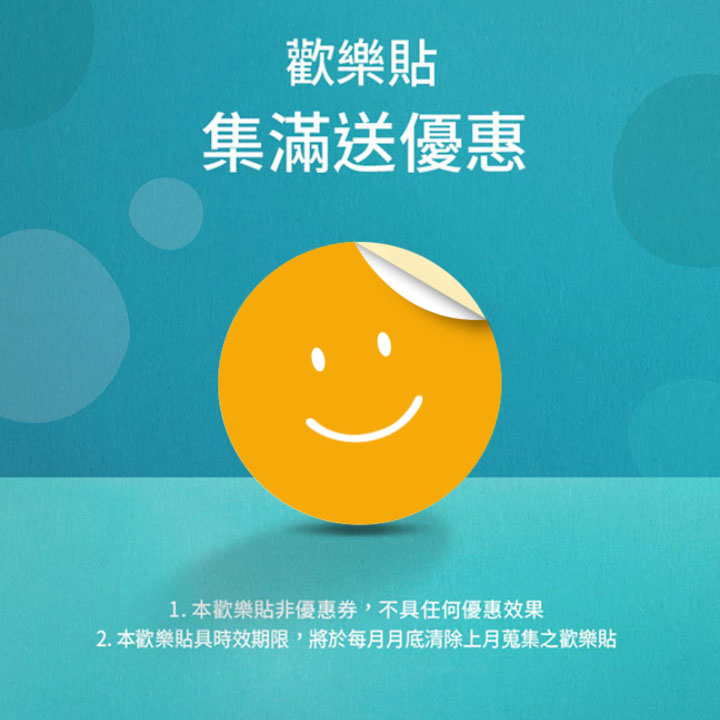 歡樂貼
集滿送優惠
1. 本歡樂貼非優惠券，不具任何優惠效果
2. 本歡樂貼具時效期限，將於每月月底清除上月蒐集之歡樂貼